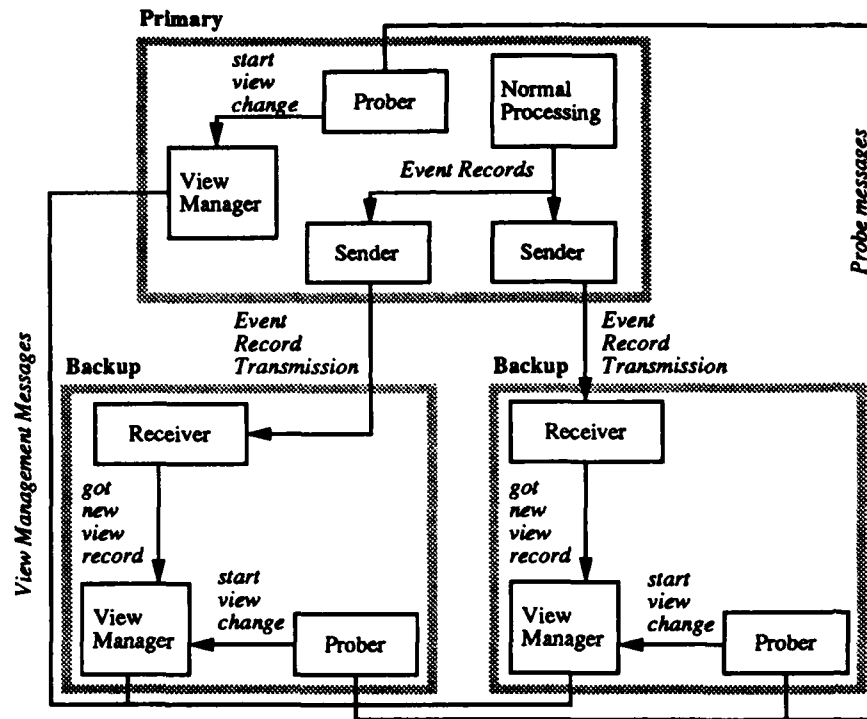 Primary
start
view
change
Prober
Normal
Processing
Event Records
View
Manager
Sender
Sender
Probe messages
Event
Record
Transmission
Event
Record
Transmission
View Management Messages
Backup
Backup
Receiver
Receiver
got
new
view
record
got
new
view
record
start
view
change
start
view
change
View
Manager
Prober
View
Manager
Prober